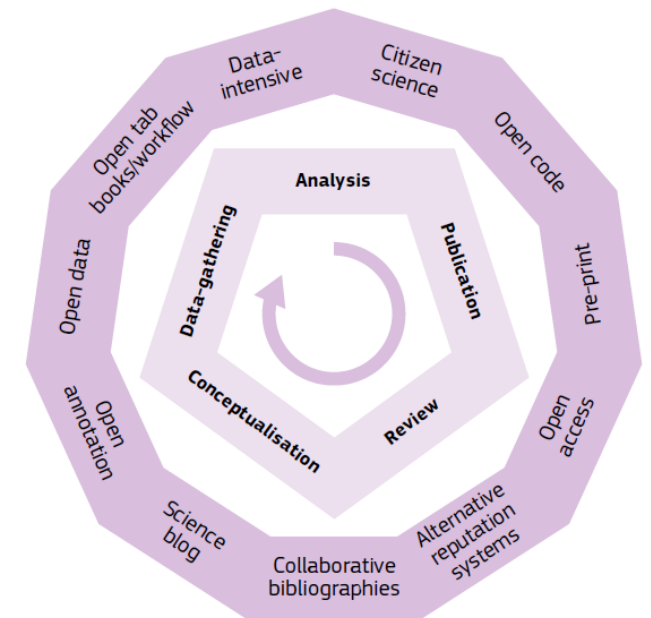 Data-
intensive
Citizen
science
Open code
Pre-print
Open
access
Alternative
reputation
systems
Collaborative
bibliographies
Science
blog
Open
annotation
Open data
Open tab
books/workflow
Analysis
Publication
Review
Conceptualisation
Data-gathering